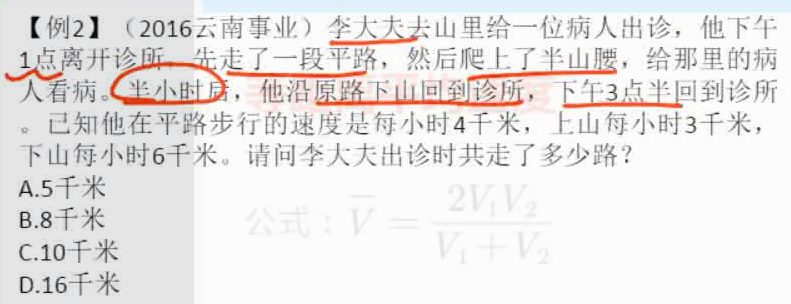 【例2】（2016云南事业）李大夫去山里给一位病人出诊，他下午
1点离开诊所，先走了一段平路，然后爬上了半山腰，给那里的病
人看病。半小时后，他沿原路下山回到诊所，下午3点半回到诊所
。已知他在平路步行的速度是每小时4千米，上山每小时3千米，
下山每小时6千米。请问李大夫出诊时共走了多少路？
A.5千米
B.8千米
C.10千米
D.16千米
公式：V̅ = 2V₁V₂ / V₁ + V₂